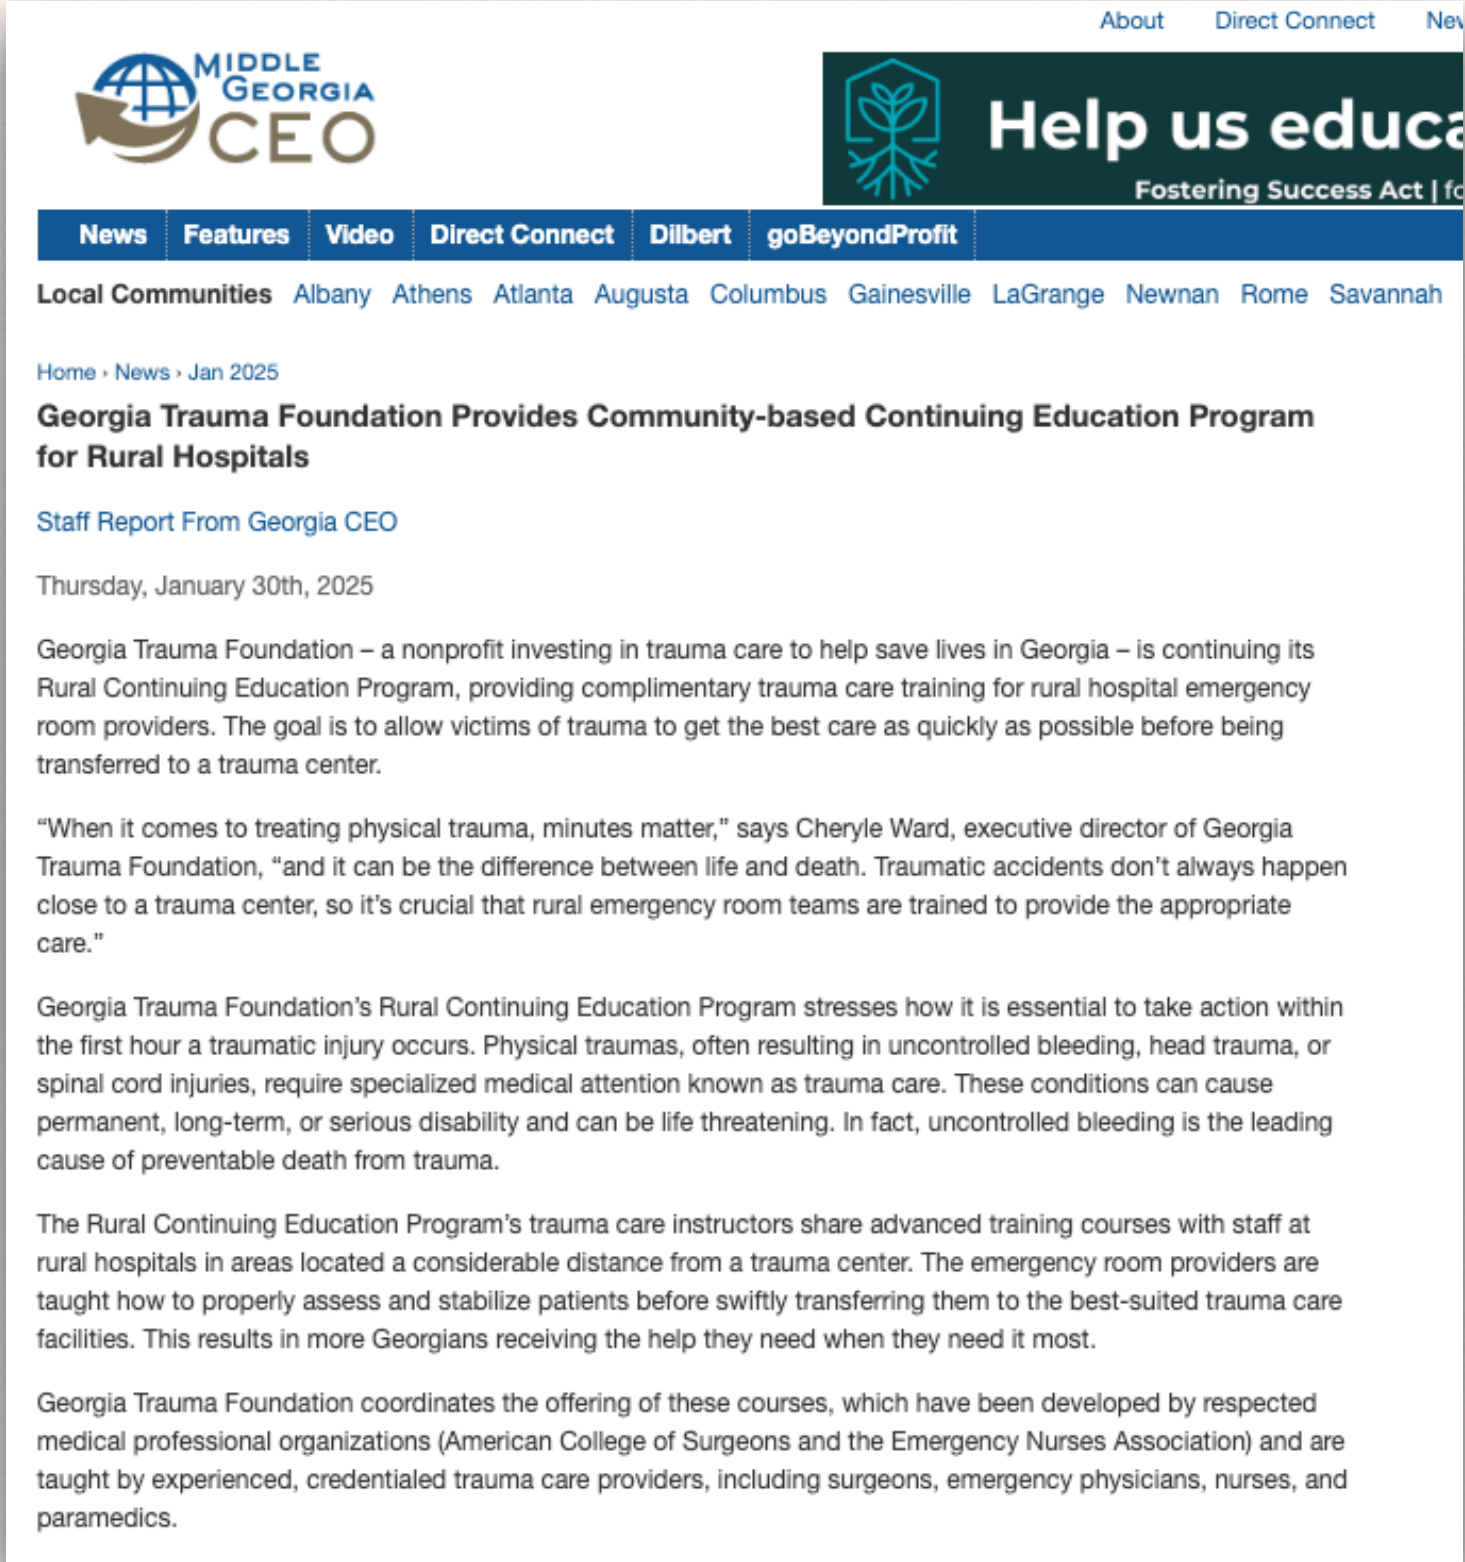 About Direct Connect
MIDDLE
GEORGIA
CEO
Help us educa
Fostering Success Act |
News Features Video Direct Connect Dilbert goBeyondProfit
Local Communities Albany Athens Atlanta Augusta Columbus Gainesville LaGrange Newnan Rome Savannah
Home › News › Jan 2025
Georgia Trauma Foundation Provides Community-based Continuing Education Program
for Rural Hospitals
Staff Report From Georgia CEO
Thursday, January 30th, 2025
Georgia Trauma Foundation – a nonprofit investing in trauma care to help save lives in Georgia – is continuing its
Rural Continuing Education Program, providing complimentary trauma care training for rural hospital emergency
room providers. The goal is to allow victims of trauma to get the best care as quickly as possible before being
transferred to a trauma center.
“When it comes to treating physical trauma, minutes matter,” says Cheryle Ward, executive director of Georgia
Trauma Foundation, “and it can be the difference between life and death. Traumatic accidents don’t always happen
close to a trauma center, so it’s crucial that rural emergency room teams are trained to provide the appropriate
care.”
Georgia Trauma Foundation’s Rural Continuing Education Program stresses how it is essential to take action within
the first hour a traumatic injury occurs. Physical traumas, often resulting in uncontrolled bleeding, head trauma, or
spinal cord injuries, require specialized medical attention known as trauma care. These conditions can cause
permanent, long-term, or serious disability and can be life threatening. In fact, uncontrolled bleeding is the leading
cause of preventable death from trauma.
The Rural Continuing Education Program’s trauma care instructors share advanced training courses with staff at
rural hospitals in areas located a considerable distance from a trauma center. The emergency room providers are
taught how to properly assess and stabilize patients before swiftly transferring them to the best-suited trauma care
facilities. This results in more Georgians receiving the help they need when they need it most.
Georgia Trauma Foundation coordinates the offering of these courses, which have been developed by respected
medical professional organizations (American College of Surgeons and the Emergency Nurses Association) and are
taught by experienced, credentialed trauma care providers, including surgeons, emergency physicians, nurses, and
paramedics.